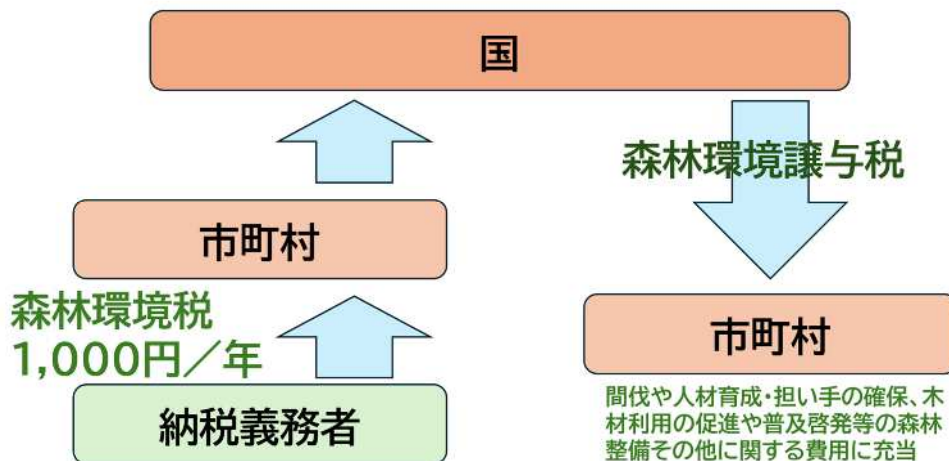 国
森林環境譲与税
市町村
森林環境税
1,000円／年
納税義務者
市町村
間伐や人材育成・担い手の確保、木
材利用の促進や普及啓発等の森林
整備その他に関する費用に充当